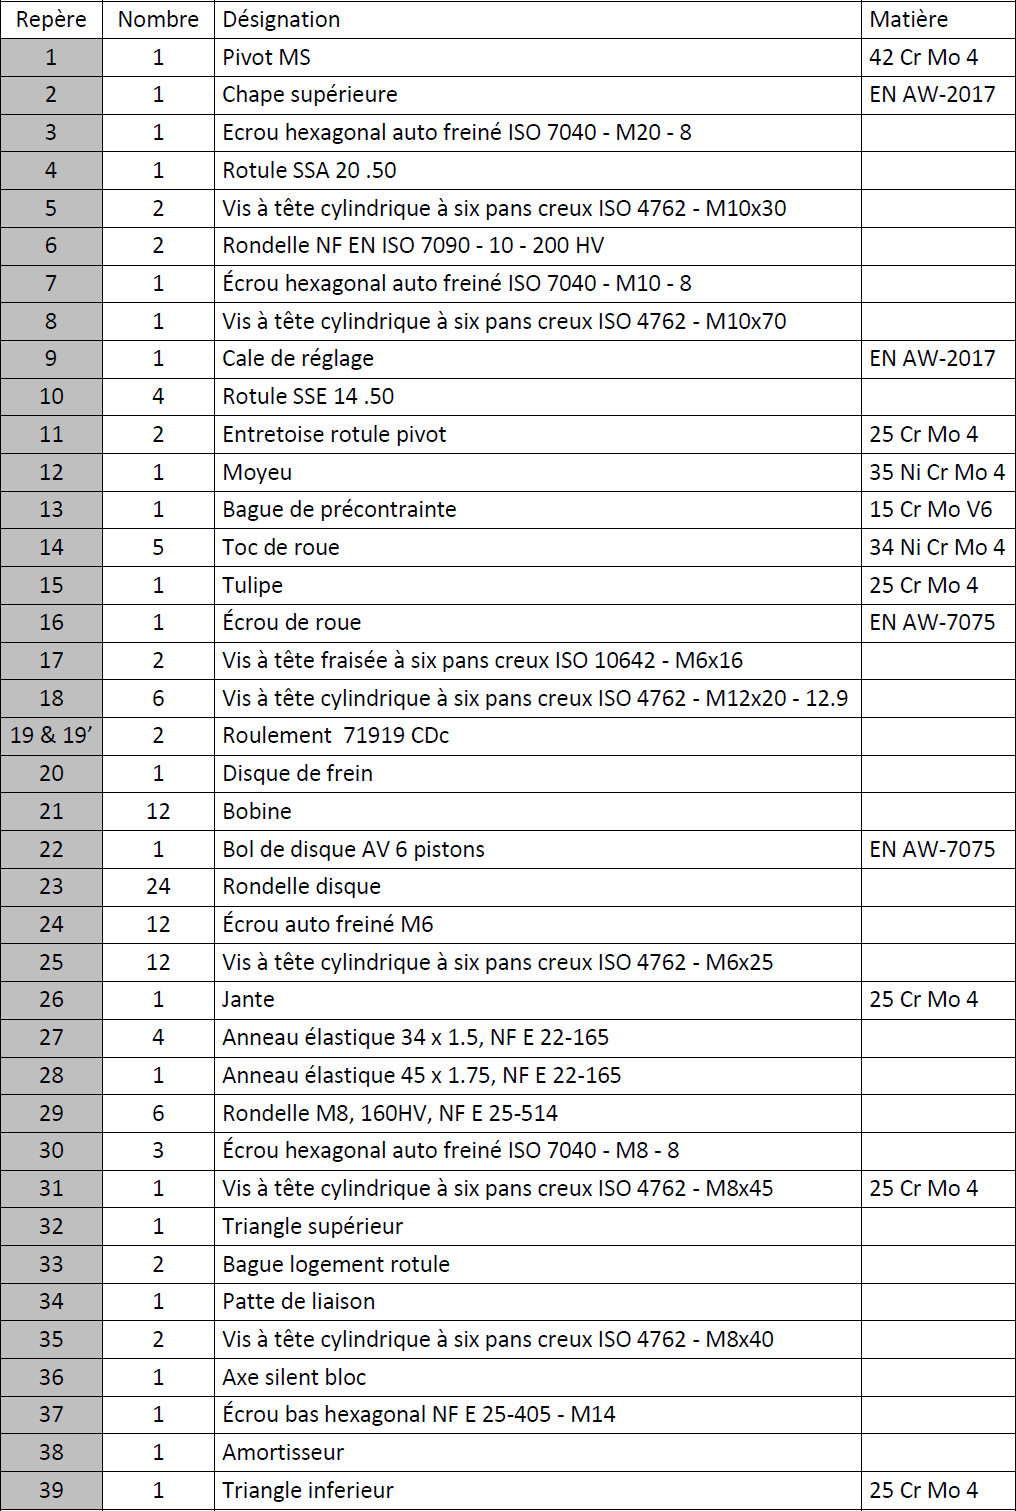 Repère Nombre Désignation Matière
1 1 Pivot MS 42 Cr Mo 4
2 1 Chape supérieure EN AW-2017
3 1 Ecrou hexagonal auto freiné ISO 7040 - M20 - 8
4 1 Rotule SSA 20 .50
5 2 Vis à tête cylindrique à six pans creux ISO 4762 - M10x30
6 2 Rondelle NF EN ISO 7090 - 10 - 200 HV
7 1 Écrou hexagonal auto freiné ISO 7040 - M10 - 8
8 1 Vis à tête cylindrique à six pans creux ISO 4762 - M10x70
9 1 Cale de réglage EN AW-2017
10 4 Rotule SSE 14 .50
11 2 Entretoise rotule pivot 25 Cr Mo 4
12 1 Moyeu 35 Ni Cr Mo 4
13 1 Bague de précontrainte 15 Cr Mo V6
14 5 Toc de roue 34 Ni Cr Mo 4
15 1 Tulipe 25 Cr Mo 4
16 1 Écrou de roue EN AW-7075
17 2 Vis à tête fraisée à six pans creux ISO 10642 - M6x16
18 6 Vis à tête cylindrique à six pans creux ISO 4762 - M12x20 - 12.9
19 & 19’ 2 Roulement 71919 CDc
20 1 Disque de frein
21 12 Bobine
22 1 Bol de disque AV 6 pistons EN AW-7075
23 24 Rondelle disque
24 12 Écrou auto freiné M6
25 12 Vis à tête cylindrique à six pans creux ISO 4762 - M6x25
26 1 Jante 25 Cr Mo 4
27 4 Anneau élastique 34 x 1.5, NF E 22-165
28 1 Anneau élastique 45 x 1.75, NF E 22-165
29 6 Rondelle M8, 160HV, NF E 25-514
30 3 Écrou hexagonal auto freiné ISO 7040 - M8 - 8
31 1 Vis à tête cylindrique à six pans creux ISO 4762 - M8x45 25 Cr Mo 4
32 1 Triangle supérieur
33 2 Bague logement rotule
34 1 Patte de liaison
35 2 Vis à tête cylindrique à six pans creux ISO 4762 - M8x40
36 1 Axe silent bloc
37 1 Écrou bas hexagonal NF E 25-405 - M14
38 1 Amortisseur
39 1 Triangle inferieur 25 Cr Mo 4